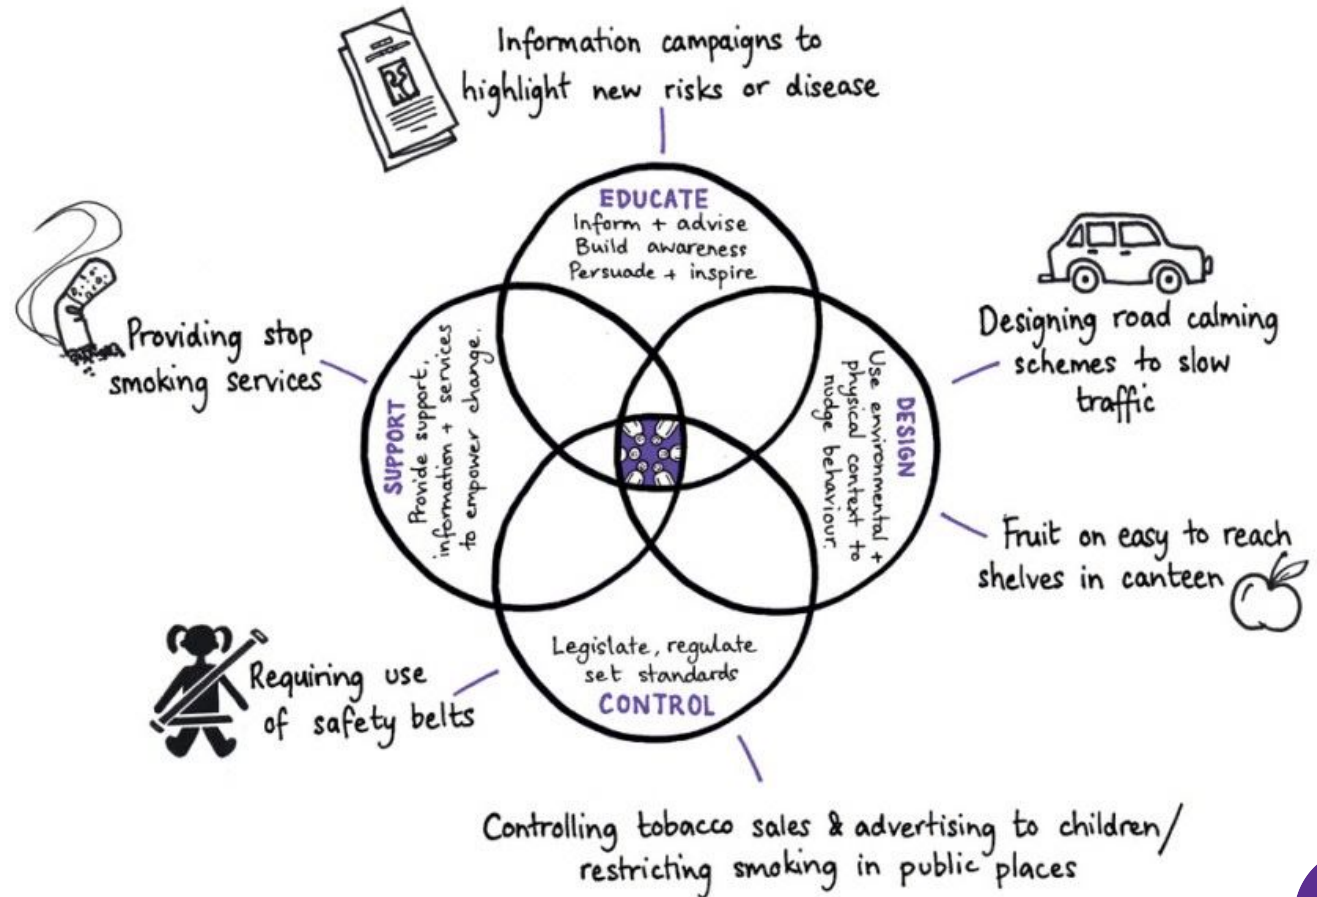 Information campaigns to
highlight new risks or disease
EDUCATE
Inform + advise
Build awareness
Persuade + inspire
Providing stop
smoking services
SUPPORT
Provide support,
information + services
to empower change.
DESIGN
Use environmental +
physical context to
nudge behaviour.
Designing road calming
schemes to slow
traffic
Fruit on easy to reach
shelves in canteen
Requiring use
of safety belts
Legislate, regulate
set standards
CONTROL
Controlling tobacco sales & advertising to children/
restricting smoking in public places